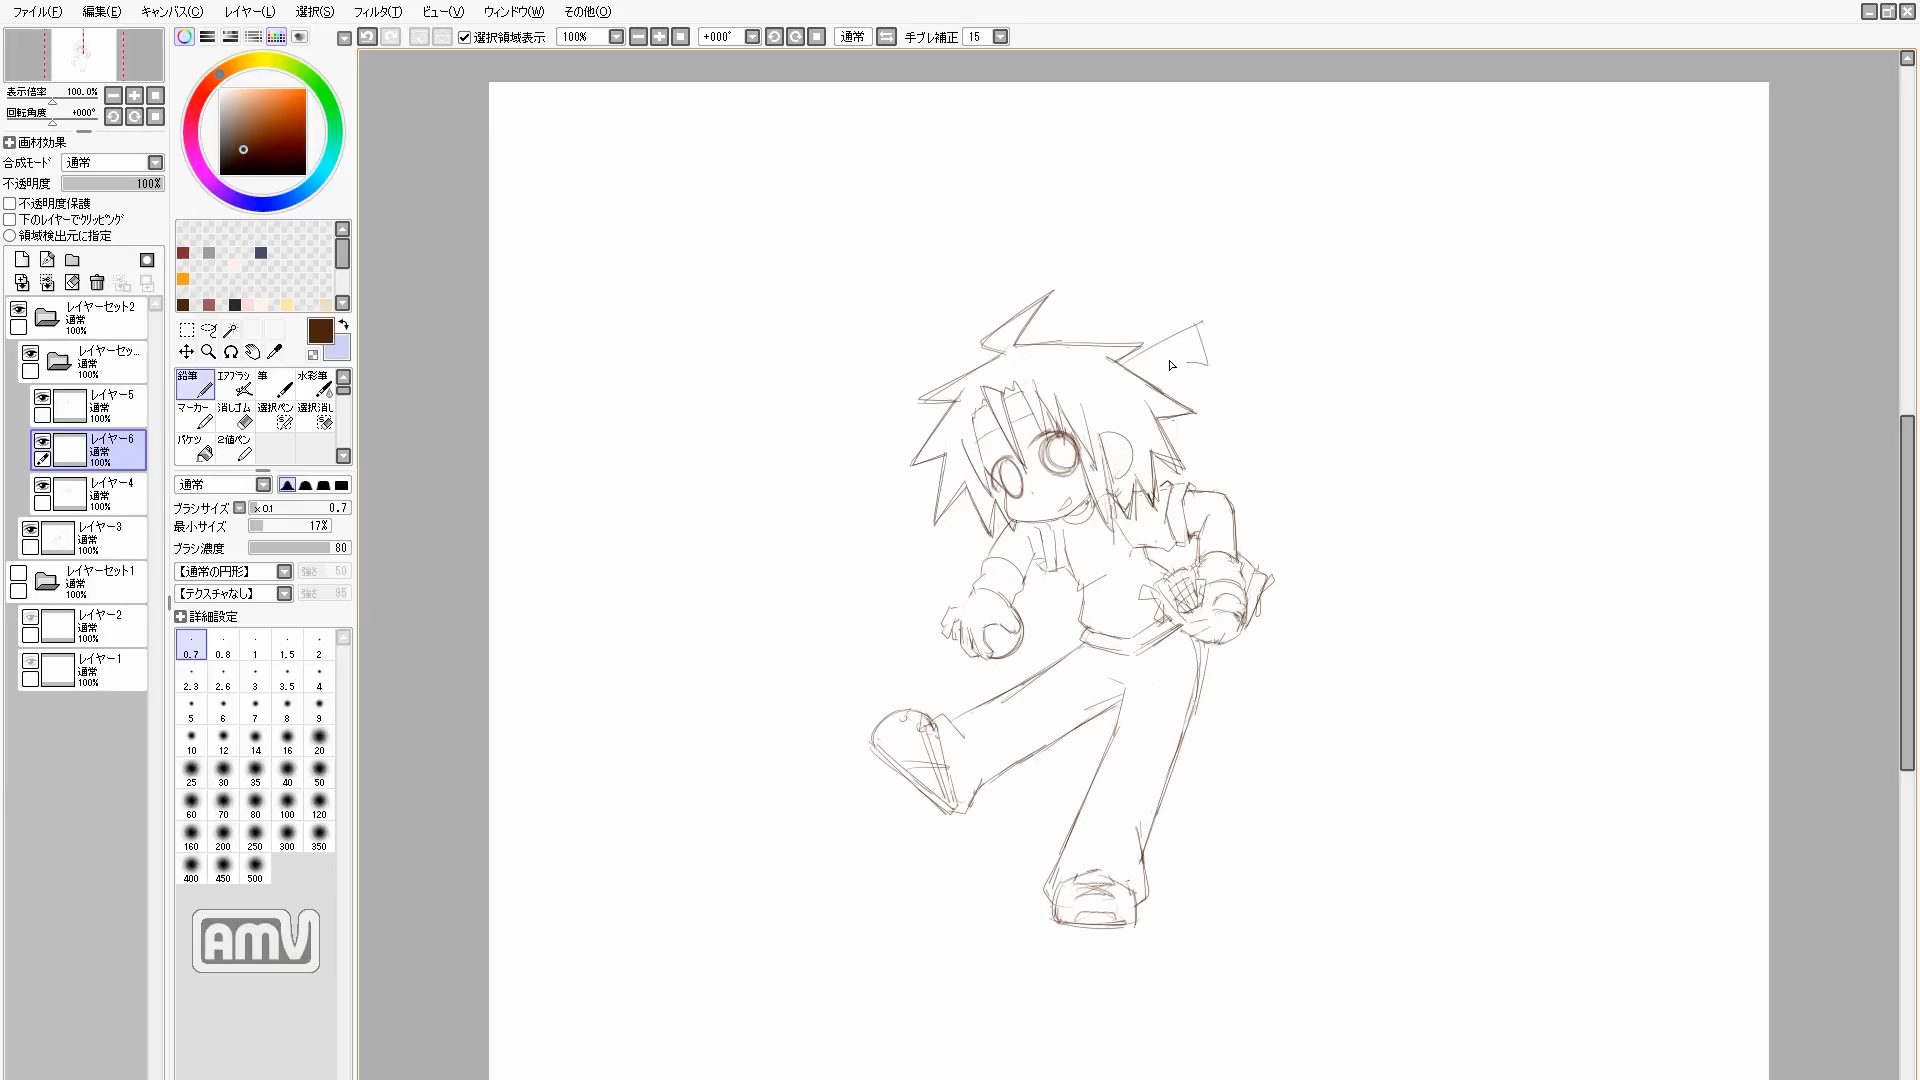 ファイル(F) 編集(E) キャンバス(C) レイヤー(L) 選択(S) フィルタ(T) ビュー(V) ウィンドウ(W) その他(O)
選択領域表示 100% +000° 通常 手ブレ補正 15
表示倍率 100.0%
回転角度 +000°
画材効果
合成モード 通常
不透明度 100%
不透明度保護
下のレイヤーでクリッピング
領域検出元に指定
レイヤーセット2
通常
100%
レイヤーセッ...
通常
100%
レイヤー5
通常
100%
レイヤー6
通常
100%
レイヤー4
通常
100%
レイヤー3
通常
100%
レイヤーセット1
通常
100%
レイヤー2
通常
100%
レイヤー1
通常
100%
鉛筆 エアブラシ 筆 水彩筆
マーカー 消しゴム 選択ペン 選択消し
バケツ 2値ペン
通常
ブラシサイズ x 0.1 0.7
最小サイズ 17%
ブラシ濃度 80
【通常の円形】 強さ 50
【テクスチャなし】 強さ 95
詳細設定
0.7 0.8 1 1.5 2
2.3 2.6 3 3.5 4
5 6 7 8 9
10 12 14 16 20
25 30 35 40 50
60 70 80 100 120
160 200 250 300 350
400 450 500
AMV